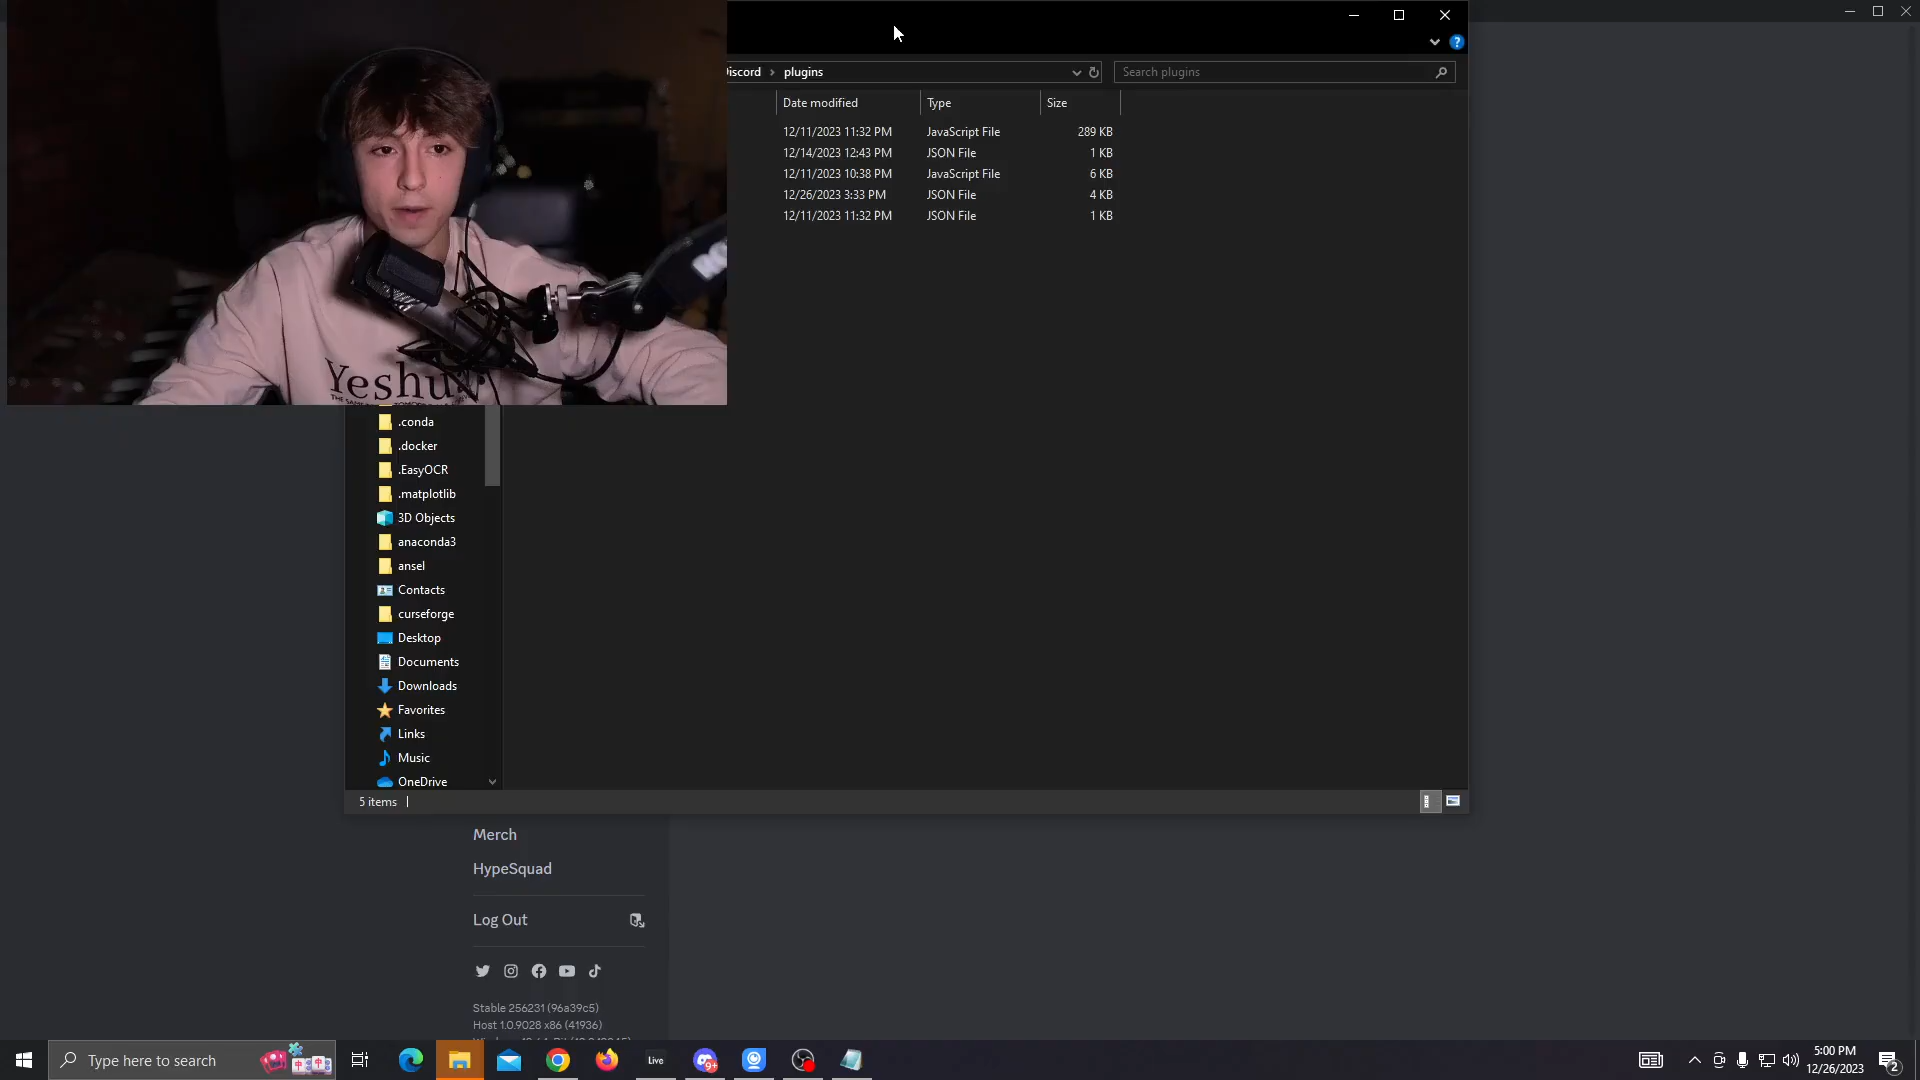 iscord > plugins
Search plugins
Date modified Type Size
12/11/2023 11:32 PM JavaScript File 289 KB
12/14/2023 12:43 PM JSON File 1 KB
12/11/2023 10:38 PM JavaScript File 6 KB
12/26/2023 3:33 PM JSON File 4 KB
12/11/2023 11:32 PM JSON File 1 KB
Yeshu
.conda
.docker
.EasyOCR
.matplotlib
3D Objects
anaconda3
ansel
Contacts
curseforge
Desktop
Documents
Downloads
Favorites
Links
Music
OneDrive
5 items
Merch
HypeSquad
Log Out
Stable 256231 (96a39c5)
Host 1.0.9028 x86 (41936)
Type here to search
Live
9+
5:00 PM
12/26/2023
2